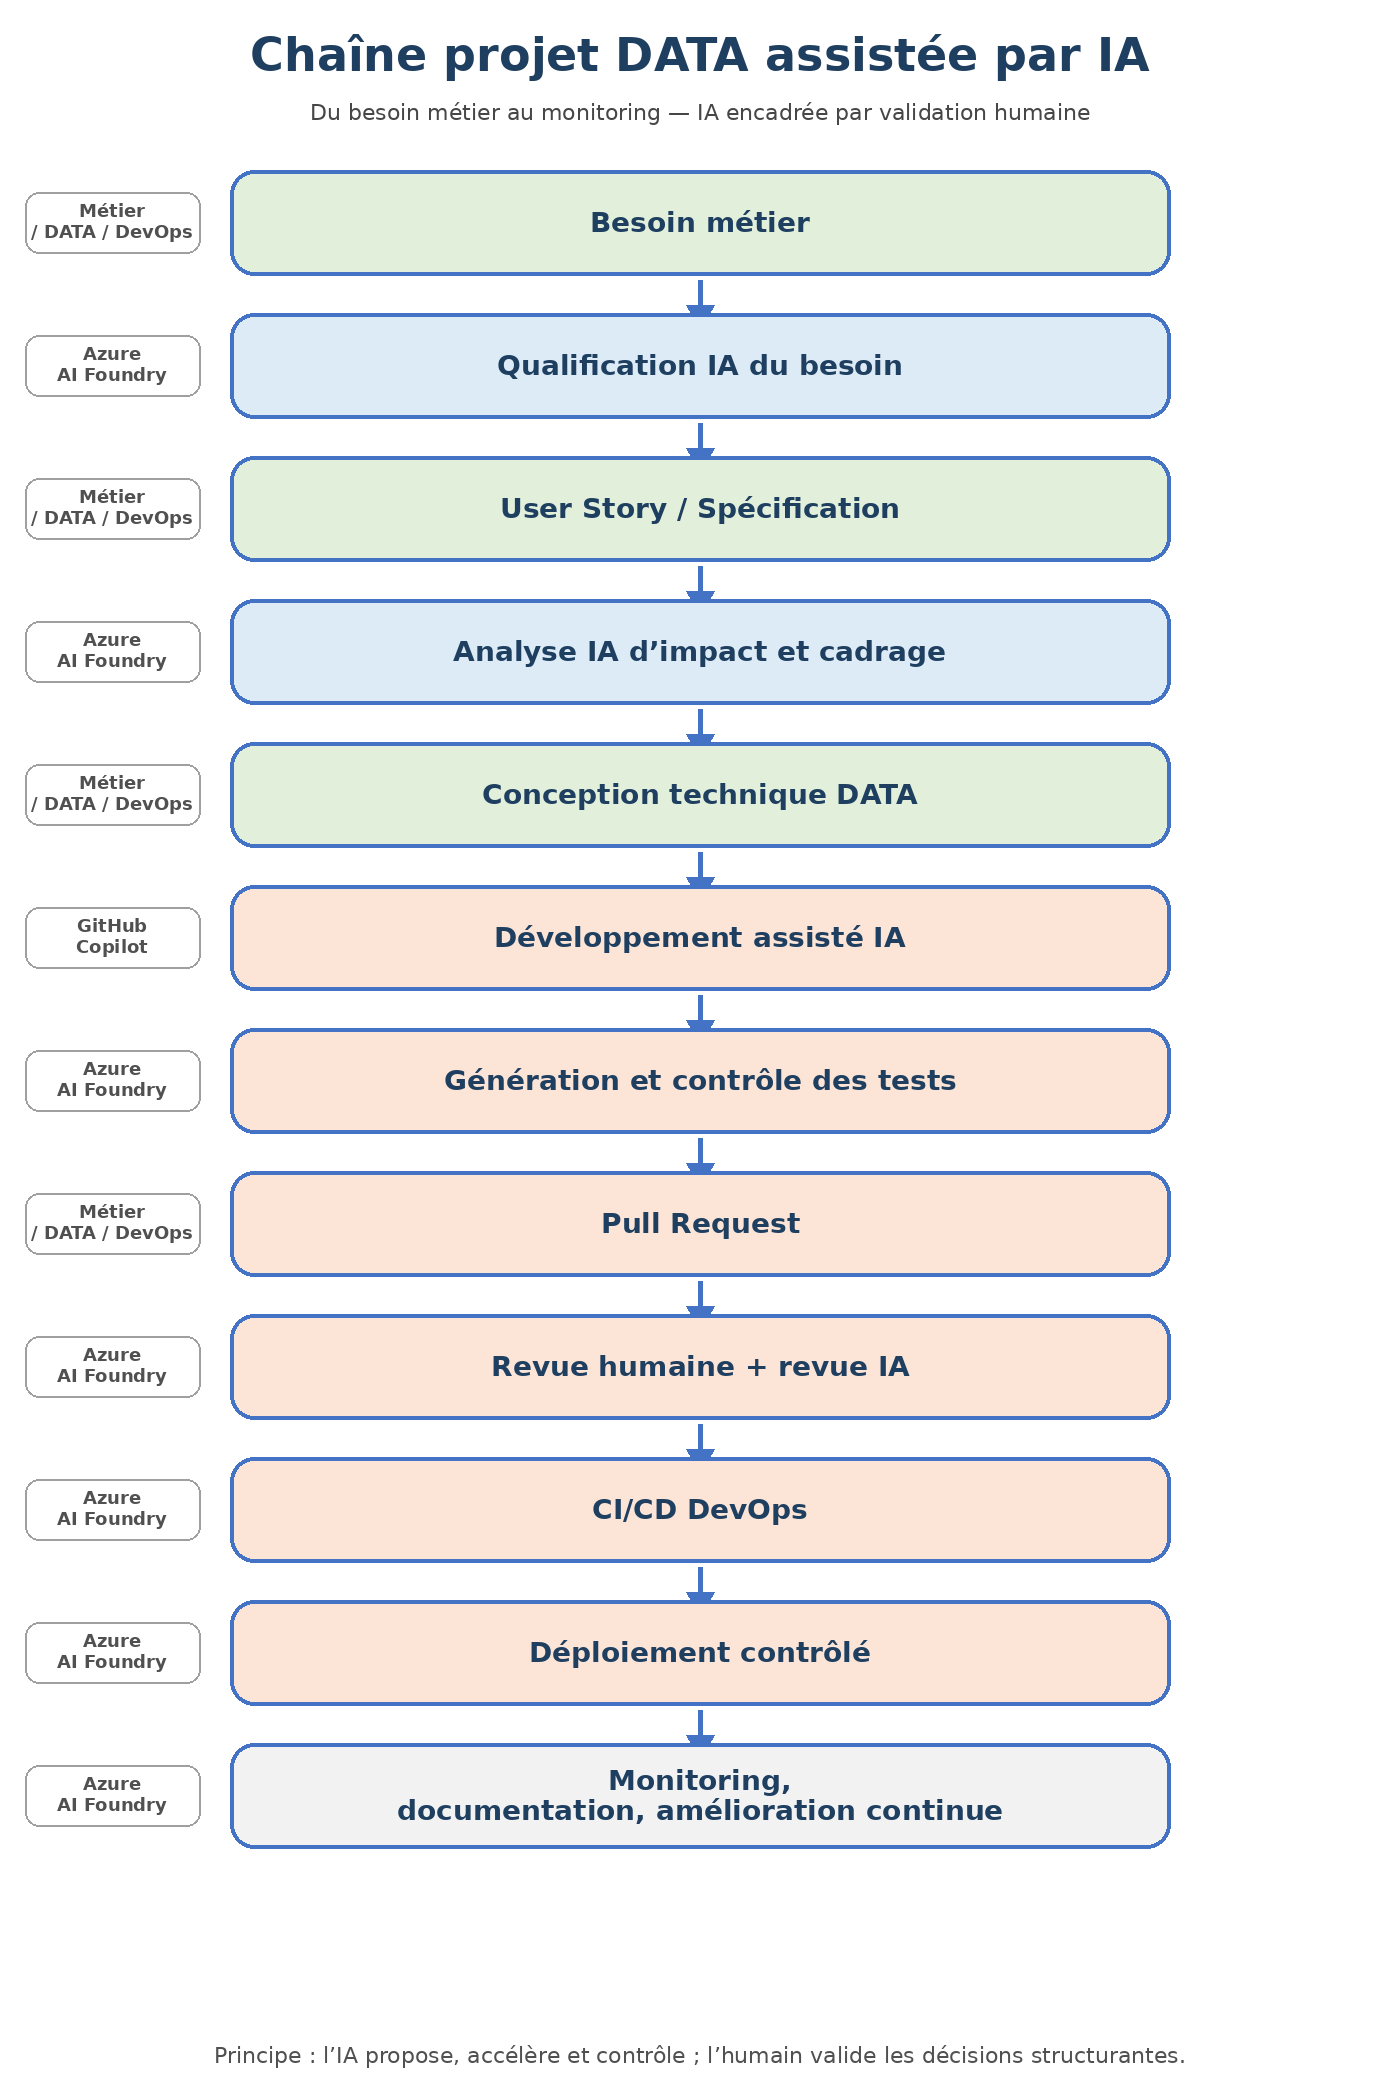 Chaîne projet DATA assistée par IA
Du besoin métier au monitoring — IA encadrée par validation humaine
Métier
/ DATA / DevOps
Besoin métier
Azure
AI Foundry
Qualification IA du besoin
Métier
/ DATA / DevOps
User Story / Spécification
Azure
AI Foundry
Analyse IA d’impact et cadrage
Métier
/ DATA / DevOps
Conception technique DATA
GitHub
Copilot
Développement assisté IA
Azure
AI Foundry
Génération et contrôle des tests
Métier
/ DATA / DevOps
Pull Request
Azure
AI Foundry
Revue humaine + revue IA
Azure
AI Foundry
CI/CD DevOps
Azure
AI Foundry
Déploiement contrôlé
Azure
AI Foundry
Monitoring,
documentation, amélioration continue
Principe : l’IA propose, accélère et contrôle ; l’humain valide les décisions structurantes.